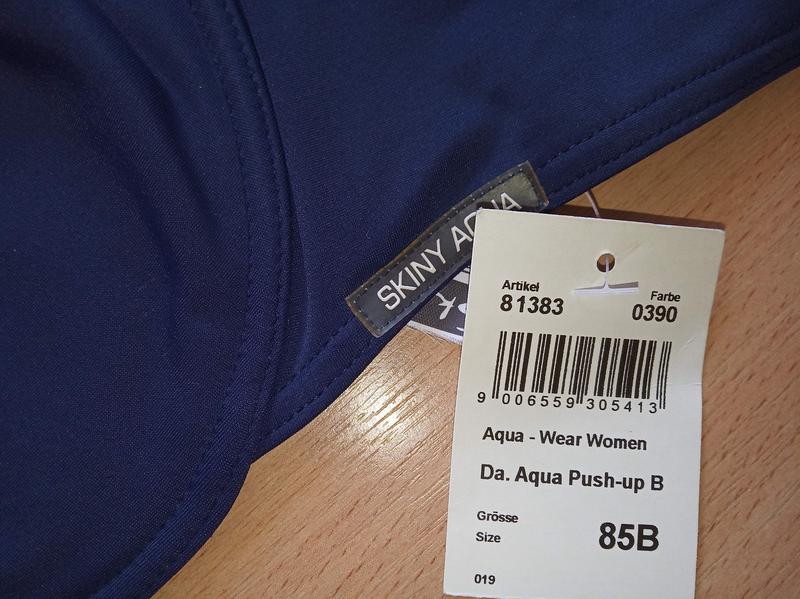 SKINY AQUA
Artikel
81383
Farbe
0390
9 006559 305413
Aqua - Wear Women
Da. Aqua Push-up B
Grösse
Size
85B
019